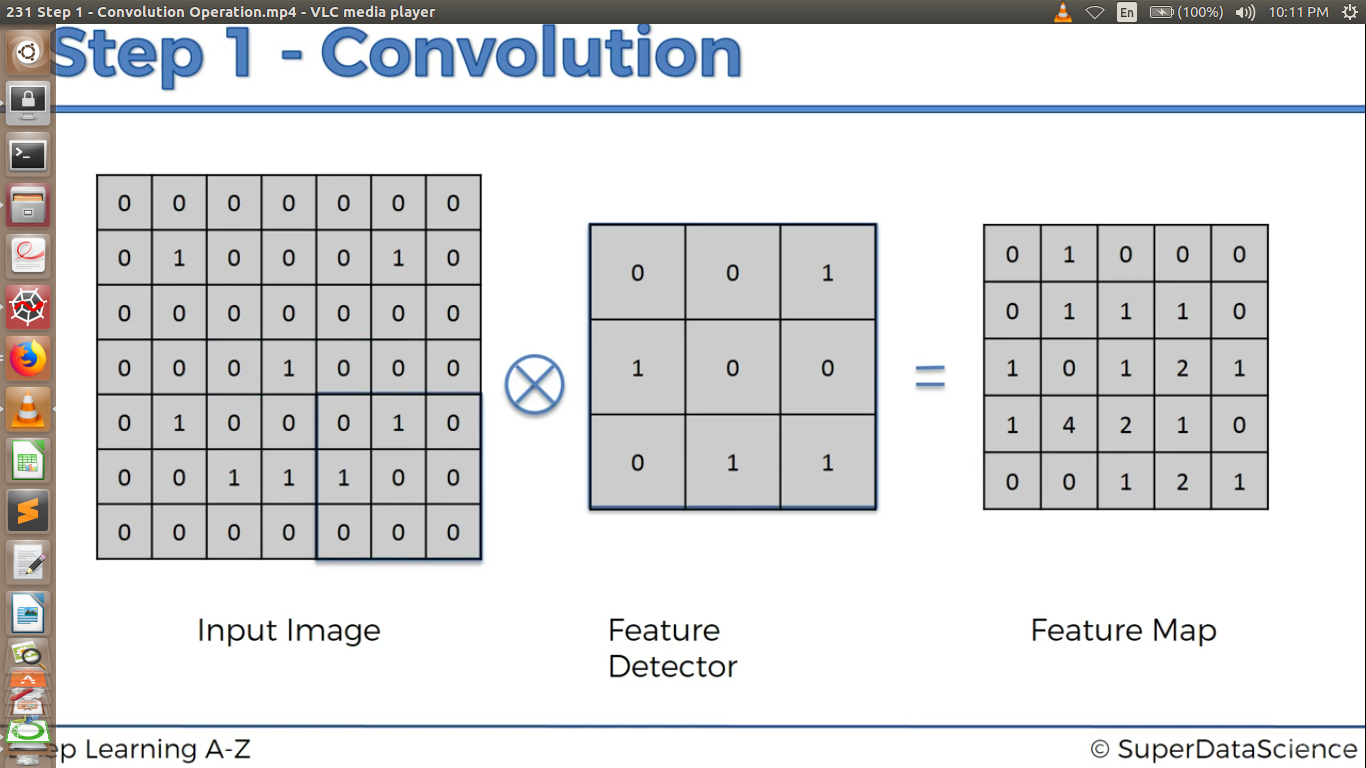 231 Step 1 - Convolution Operation.mp4 - VLC media player
En
(100%)
10:11 PM
Step 1 - Convolution
0 0 0 0 0 0 0
0 1 0 0 0 1 0
0 0 0 0 0 0 0
0 0 0 1 0 0 0
0 1 0 0 0 1 0
0 0 1 1 1 0 0
0 0 0 0 0 0 0
Input Image
0 0 1
1 0 0
0 1 1
Feature
Detector
=
0 1 0 0 0
0 1 1 1 0
1 0 1 2 1
1 4 2 1 0
0 0 1 2 1
Feature Map
ep Learning A-Z
© SuperDataScience